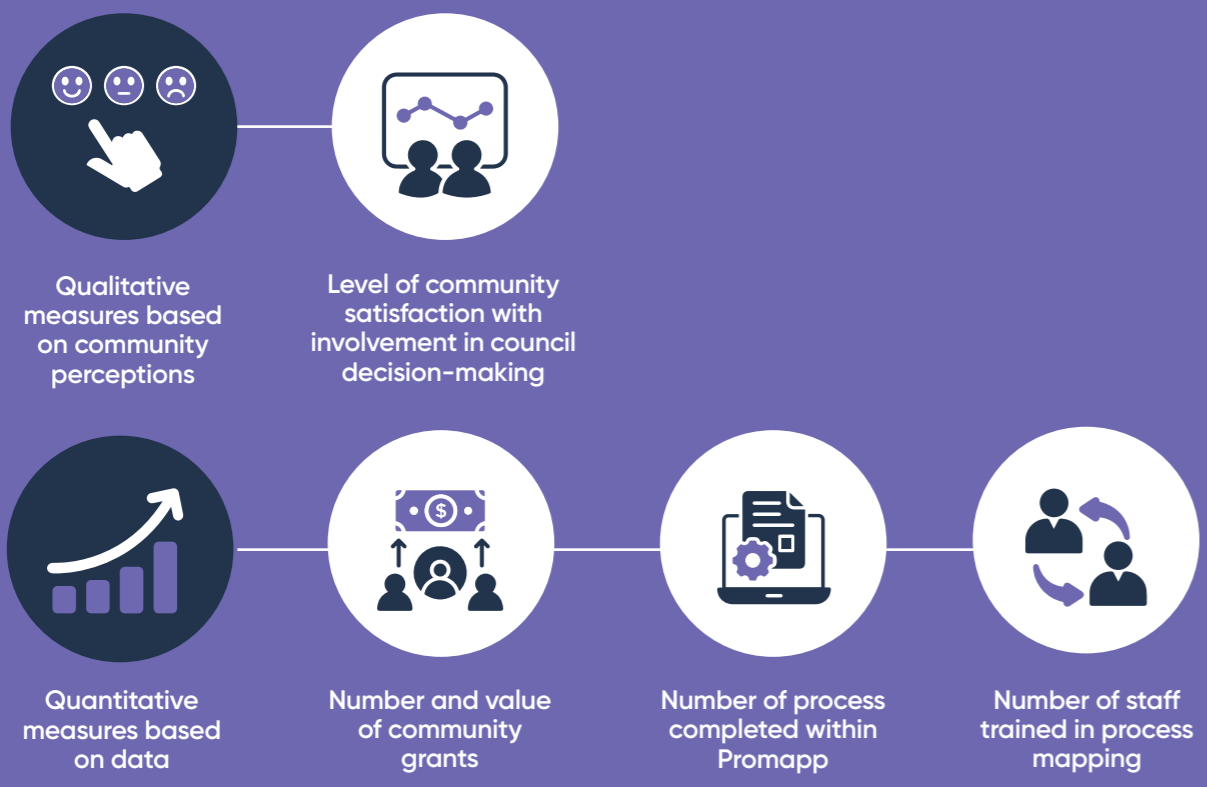 Qualitative
measures based
on community
perceptions
Level of community
satisfaction with
involvement in council
decision-making
$
Quantitative
measures based
on data
Number and value
of community
grants
Number of process
completed within
Promapp
Number of staff
trained in process
mapping